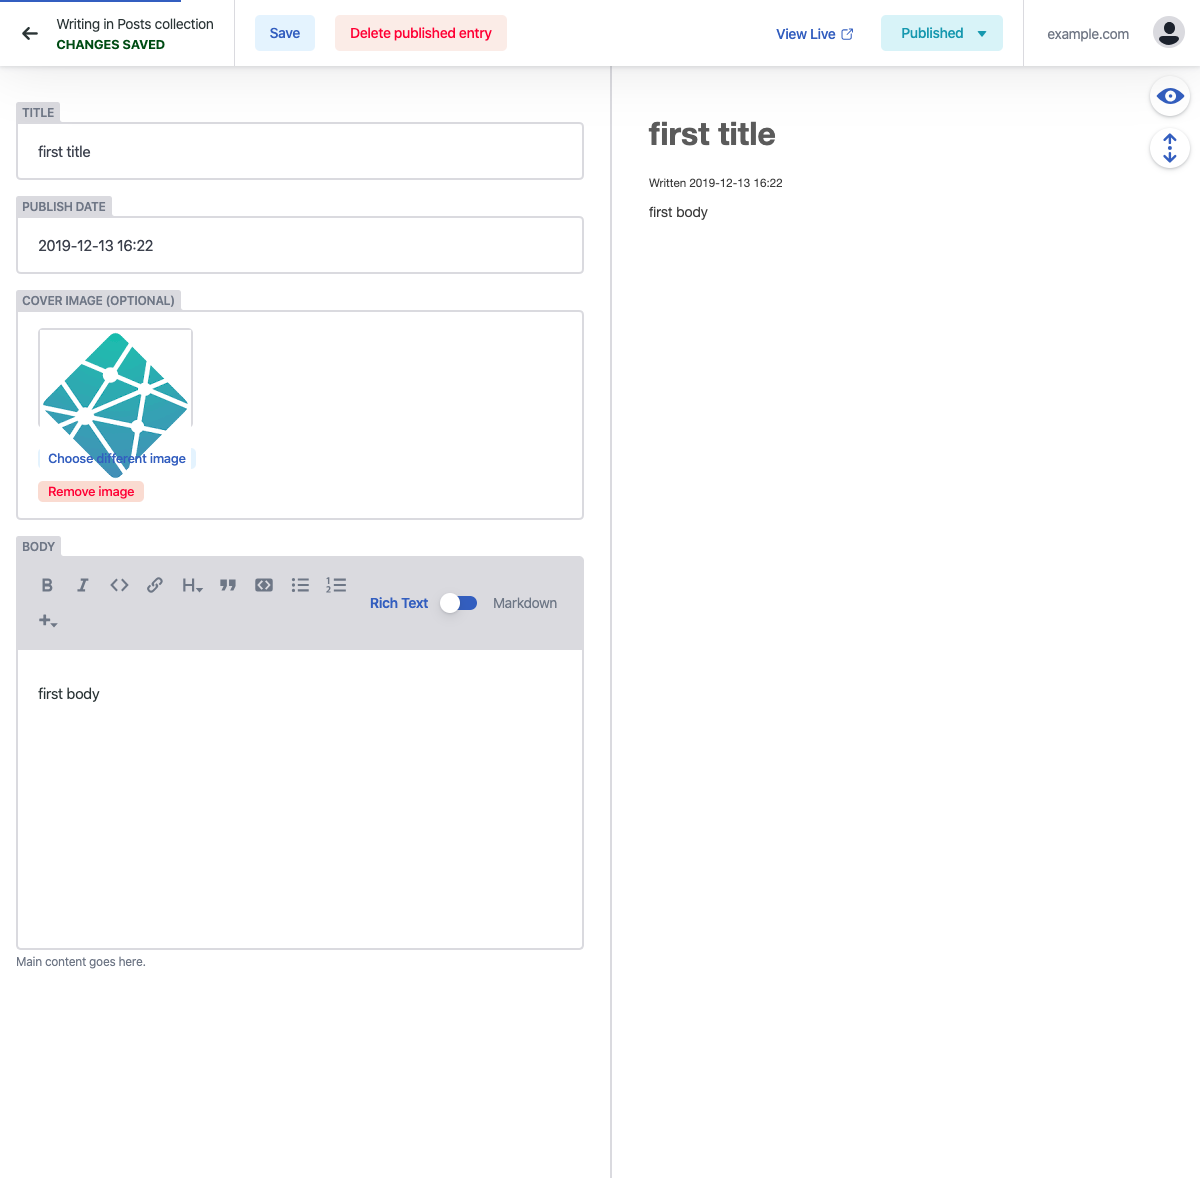 Writing in Posts collection
CHANGES SAVED
Save
Delete published entry
View Live
Published
example.com
TITLE
first title
PUBLISH DATE
2019-12-13 16:22
COVER IMAGE (OPTIONAL)
Choose different image
Remove image
BODY
B I <> H
Rich Text
Markdown
first body
Main content goes here.
first title
Written 2019-12-13 16:22
first body